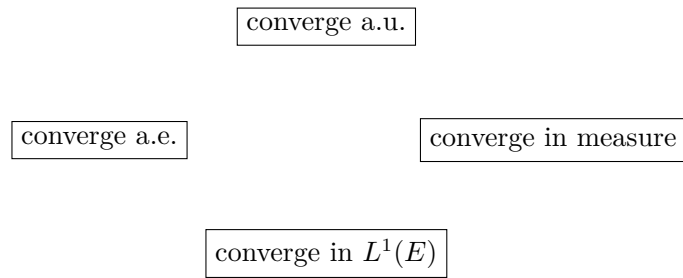 converge a.u.
converge a.e.
converge in measure
converge in $L^1(E)$